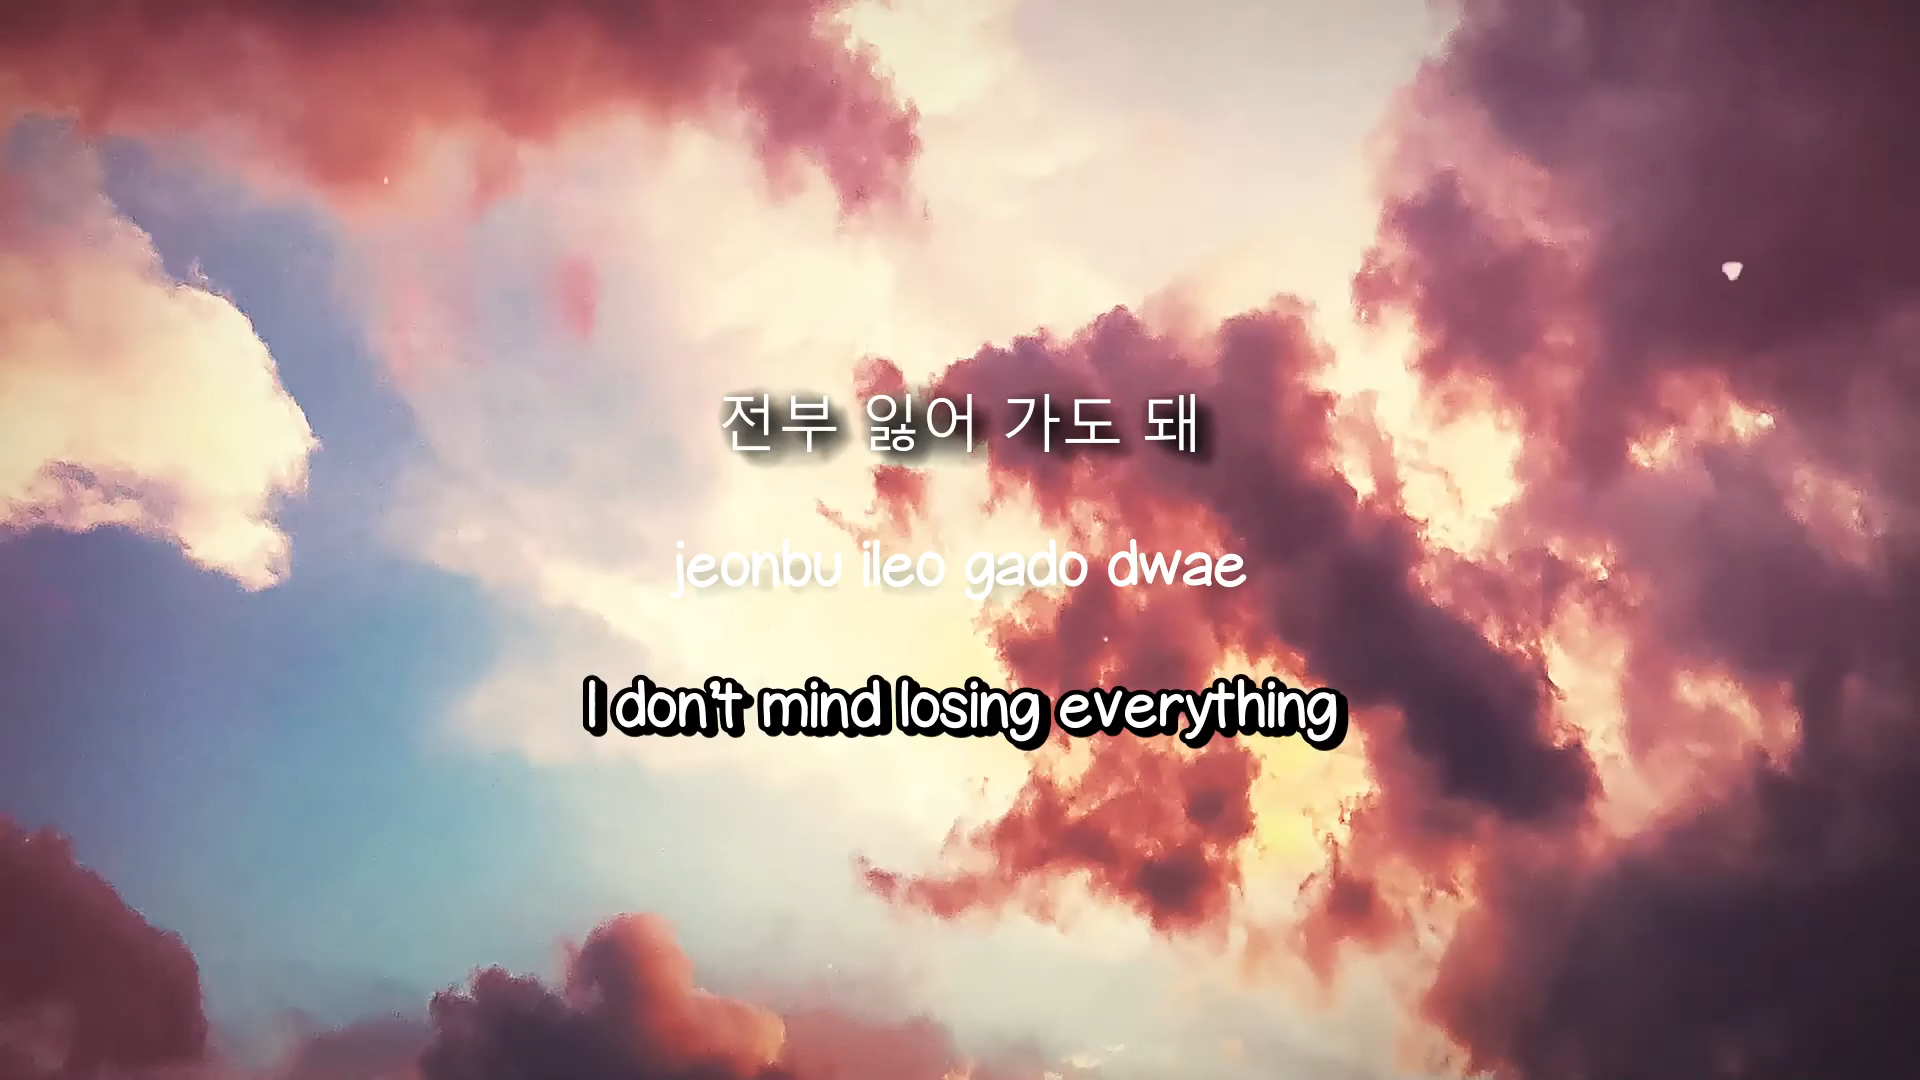 전부 잃어 가도 돼
jeonbu ileo gado dwae
I don't mind losing everything